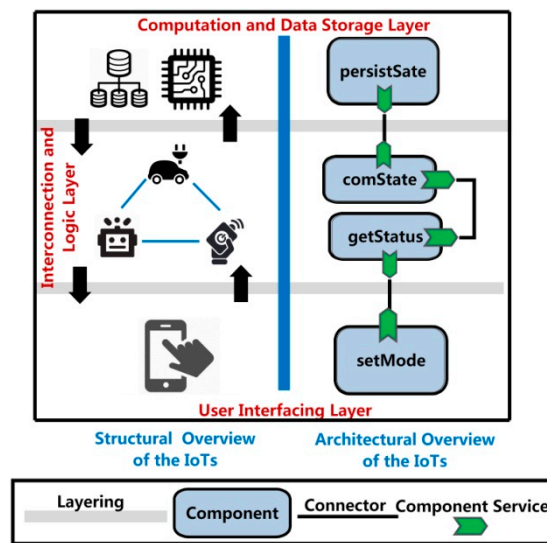 Computation and Data Storage Layer
persistSate
Interconnection and
Logic Layer
comState
getStatus
setMode
User Interfacing Layer
Structural Overview
of the IoTs
Architectural Overview
of the IoTs
Layering
Component
Connector
Component Service